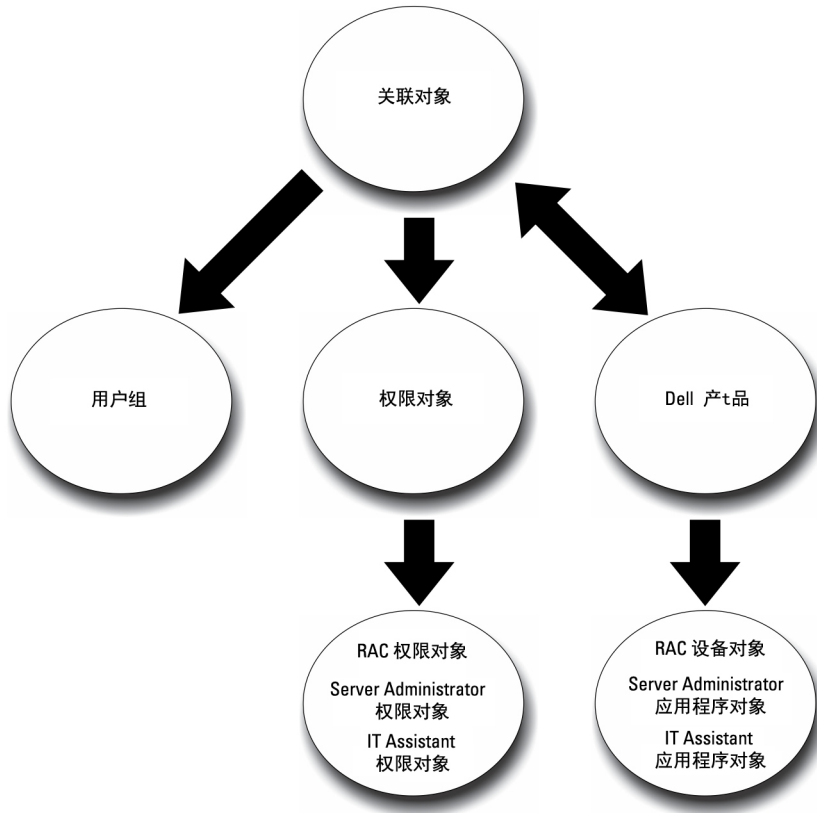 关联对象
用户组
权限对象
Dell 产t品
RAC 权限对象
Server Administrator
权限对象
IT Assistant
权限对象
RAC 设备对象
Server Administrator
应用程序对象
IT Assistant
应用程序对象